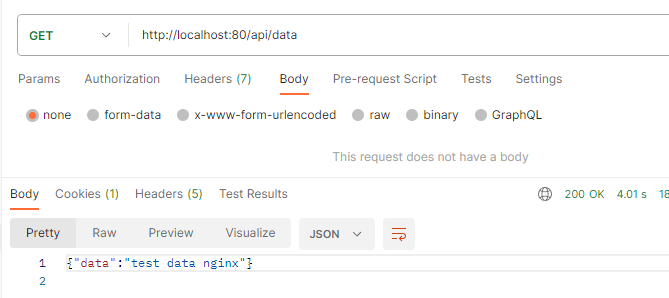 GET http://localhost:80/api/data
Params Authorization Headers (7) Body Pre-request Script Tests Settings
none form-data x-www-form-urlencoded raw binary GraphQL
This request does not have a body
Body Cookies (1) Headers (5) Test Results 200 OK 4.01 s 18
Pretty Raw Preview Visualize JSON
1 {"data":"test data nginx"}
2